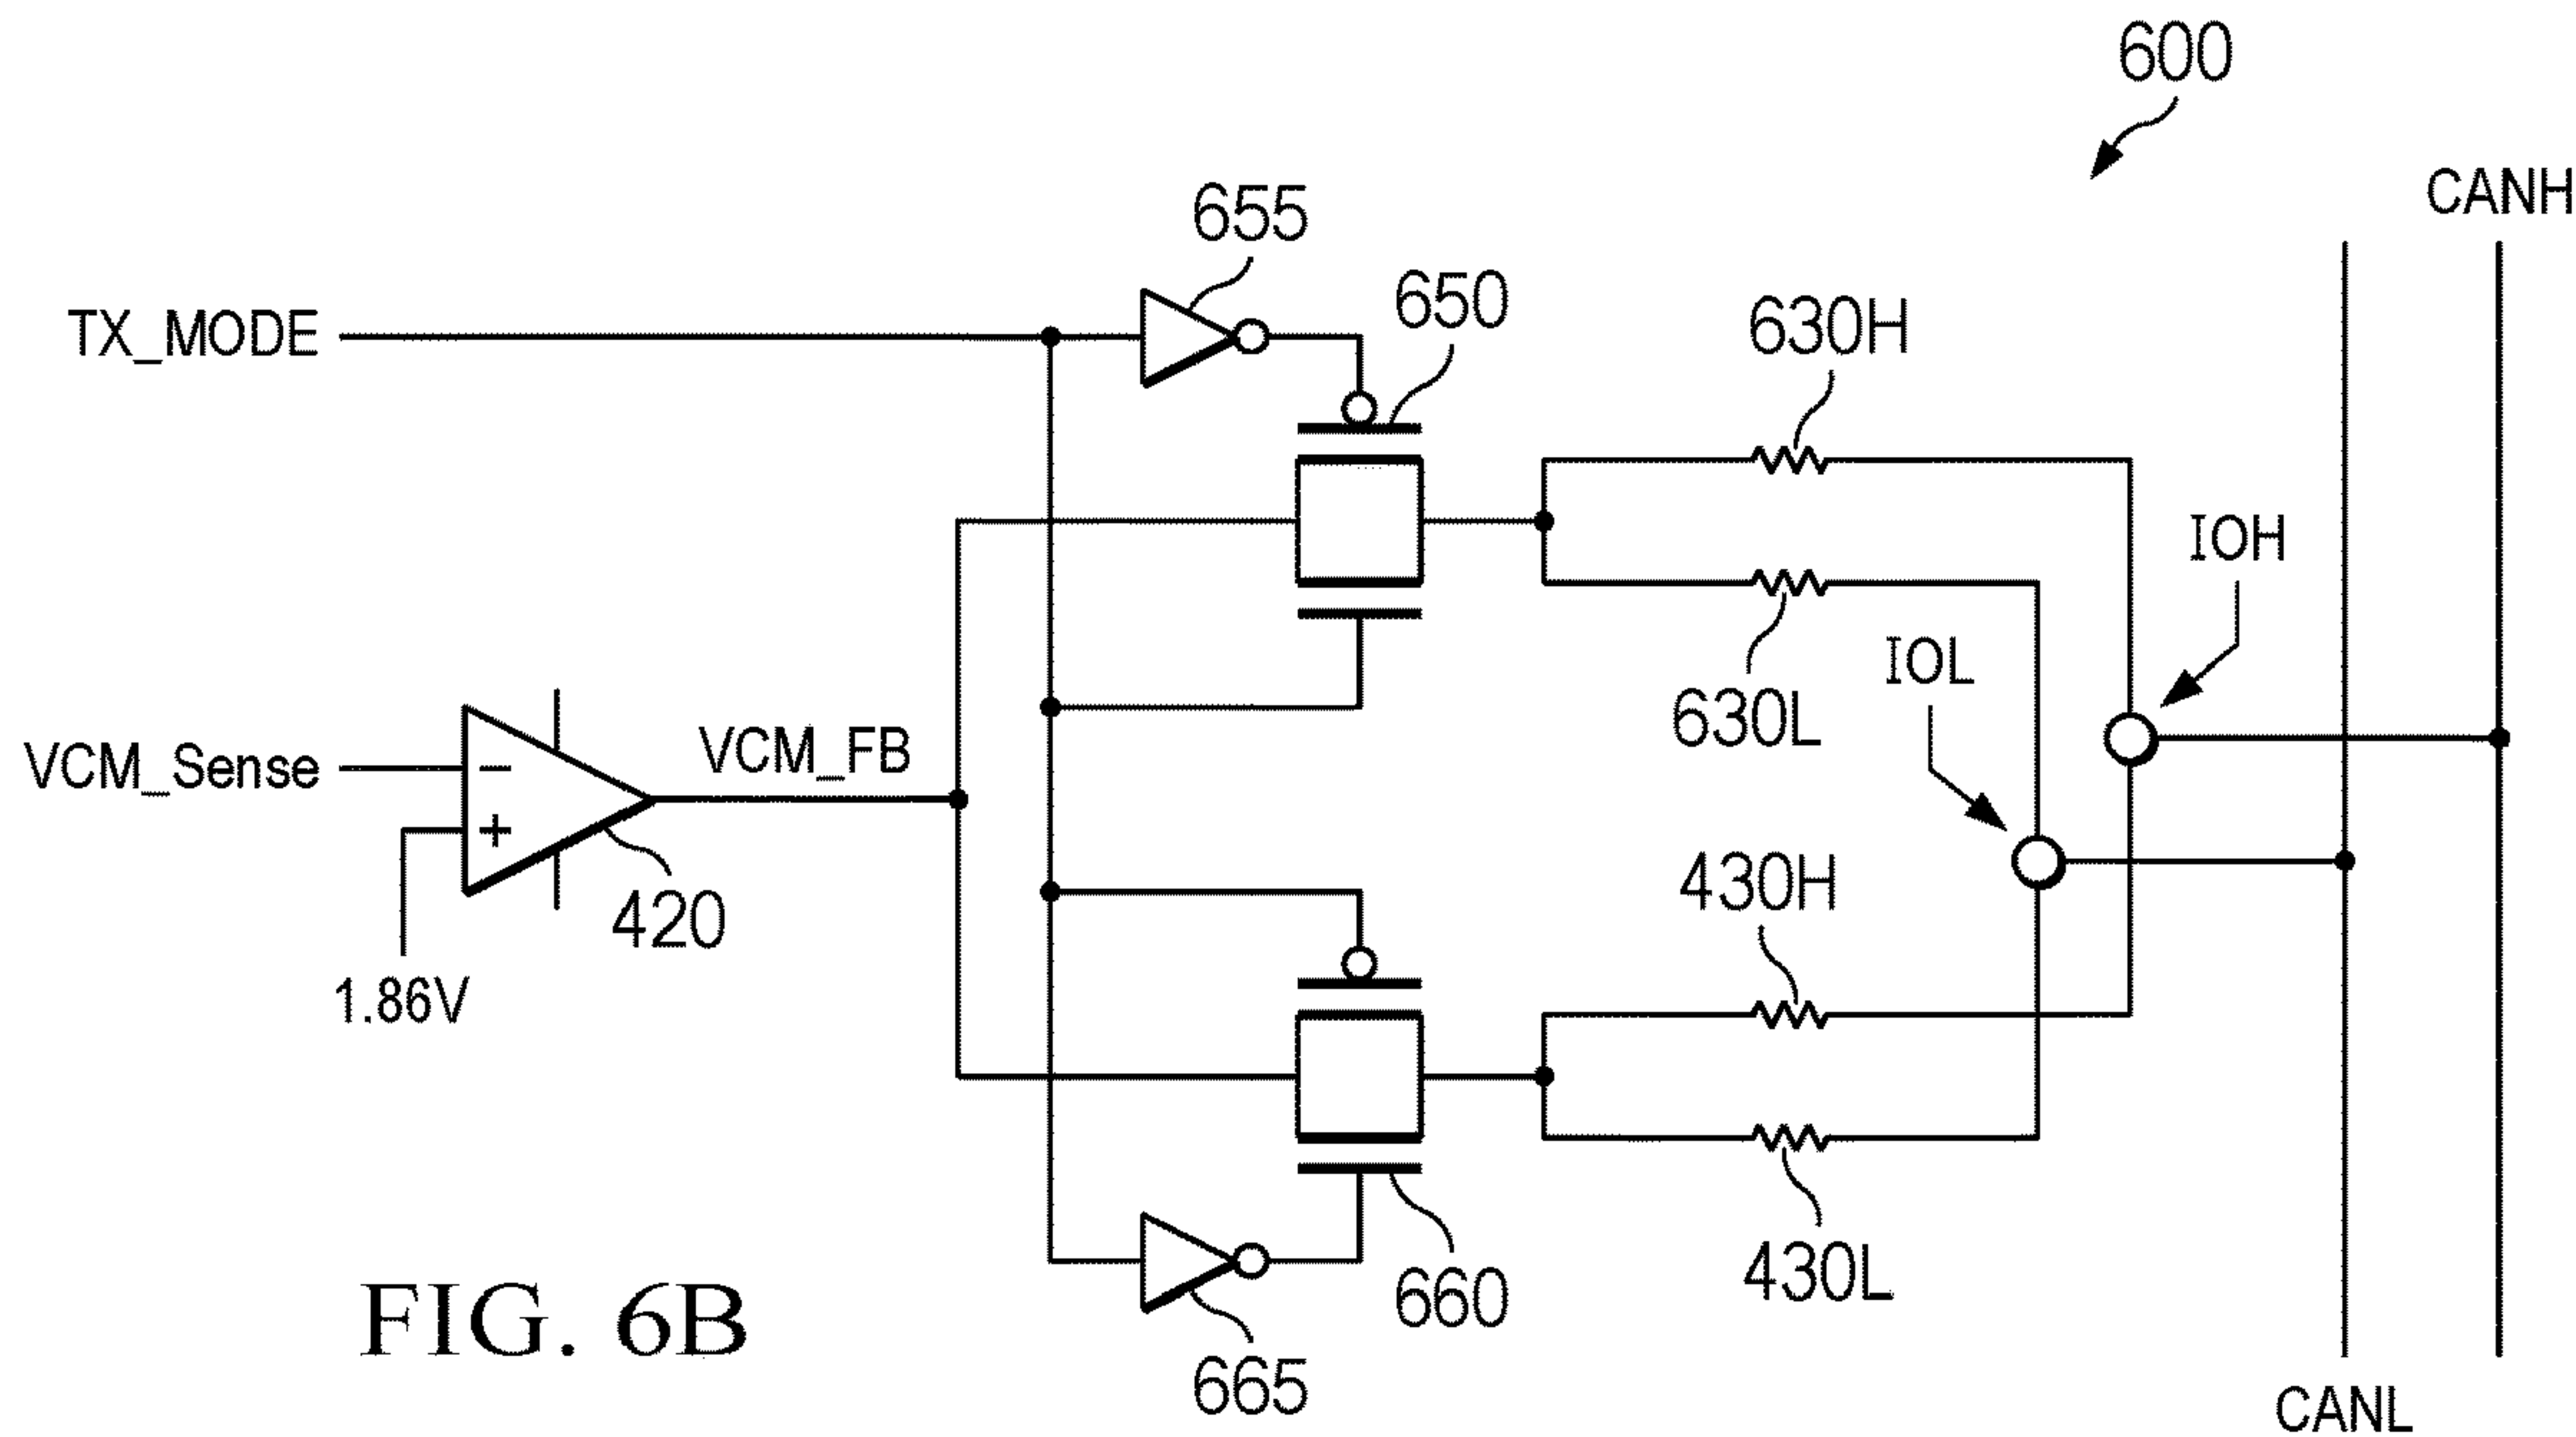 600
CANH
655
650
TX_MODE
630H
IOH
IOL
630L
VCM_FB
VCM_Sense
−
+
420
430H
1.86V
430L
660
665
FIG. 6B
CANL